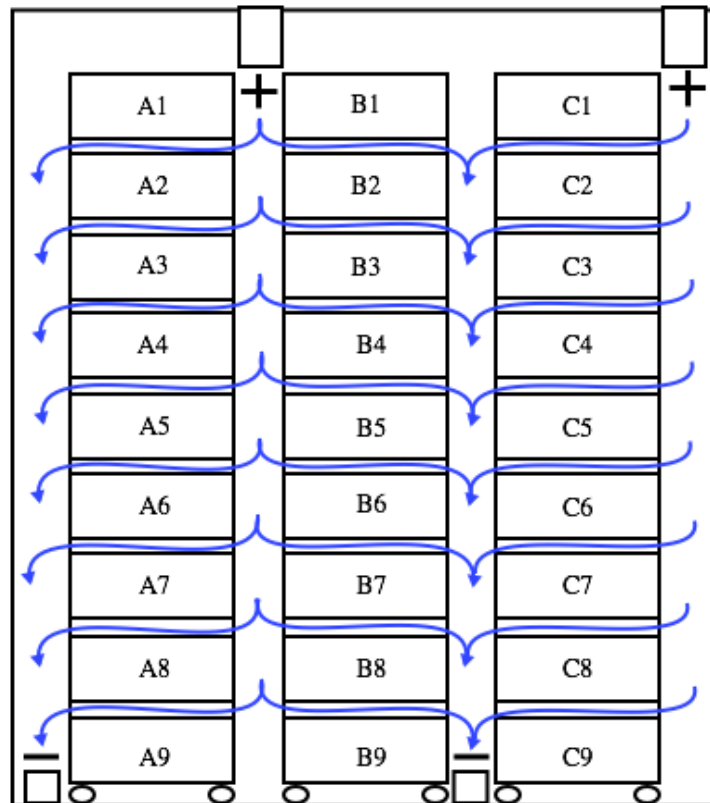 + +
A1 B1 C1
A2 B2 C2
A3 B3 C3
A4 B4 C4
A5 B5 C5
A6 B6 C6
A7 B7 C7
A8 B8 C8
A9 B9 C9
− −